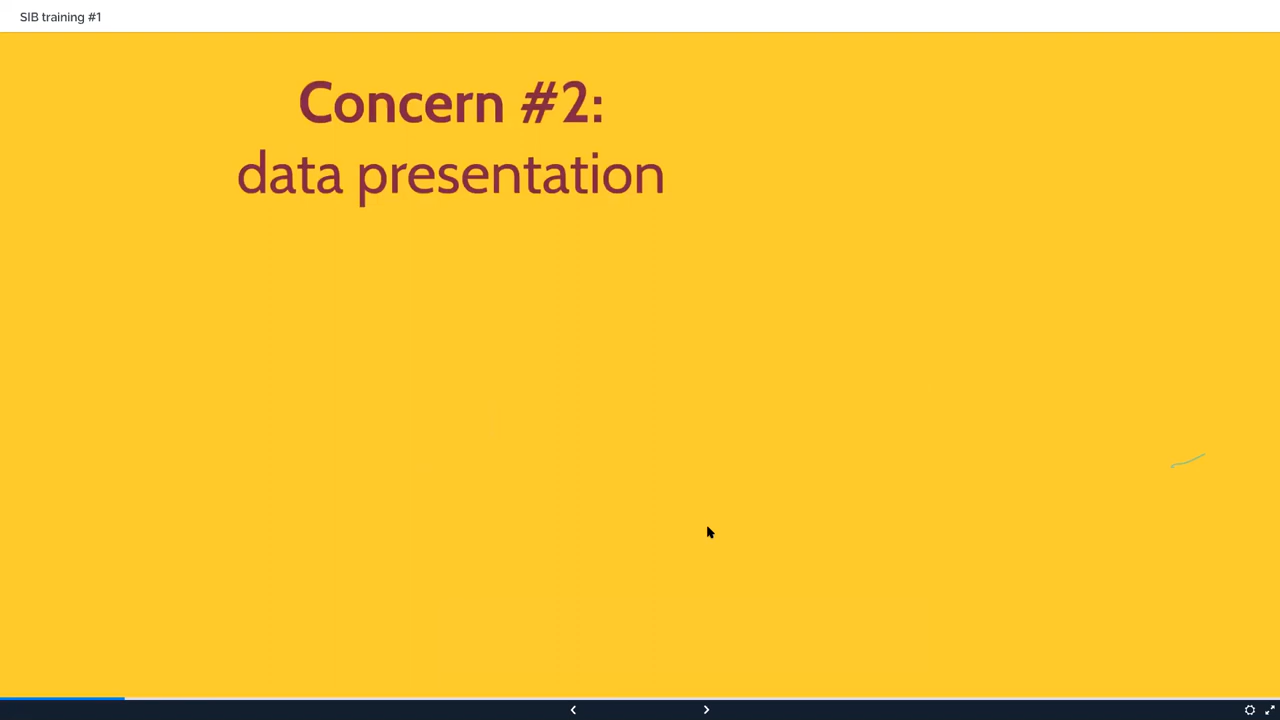 SIB training #1
Concern #2:
data presentation